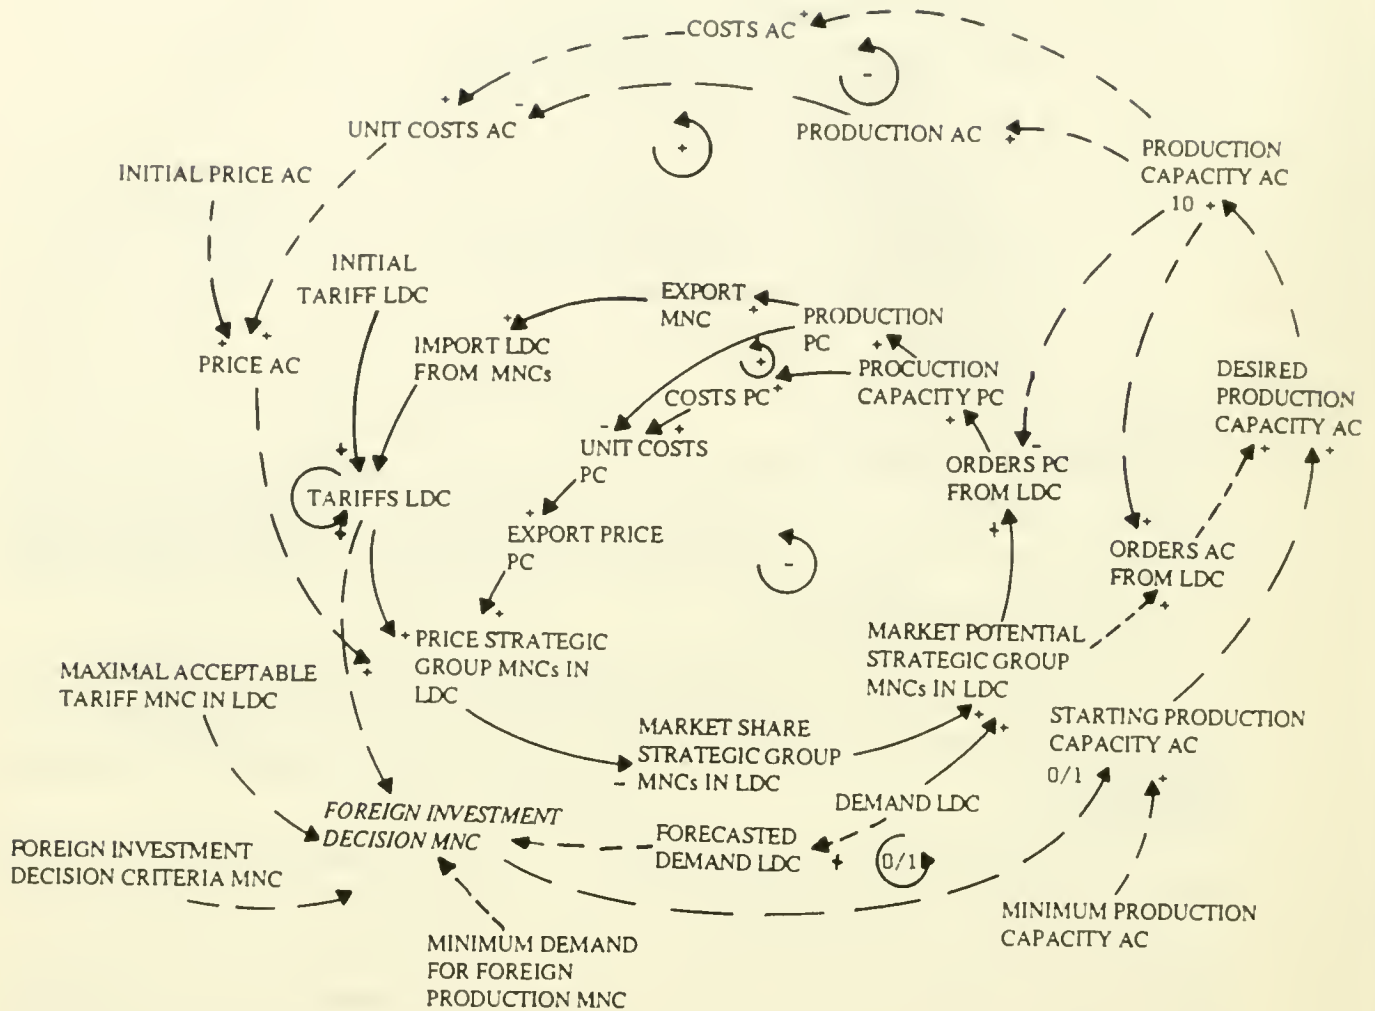 COSTS AC
+
-
+
-
UNIT COSTS AC
+
PRODUCTION AC
+
PRODUCTION
CAPACITY AC
10 +
INITIAL PRICE AC
INITIAL
TARIFF LDC
EXPORT
MNC
+
PRODUCTION
PC
+
+
IMPORT LDC
FROM MNCs
+
+
PRICE AC
+
COSTS PC
+
PROCUCTION
CAPACITY PC
+
DESIRED
PRODUCTION
CAPACITY AC
+
+
-
+
UNIT COSTS
PC
-
ORDERS PC
FROM LDC
+
+
TARIFFS LDC
+
+
EXPORT PRICE
PC
-
+
ORDERS AC
FROM LDC
+
+
+
PRICE STRATEGIC
GROUP MNCs IN
LDC
+
MARKET POTENTIAL
STRATEGIC GROUP
MNCs IN LDC
+
+
MAXIMAL ACCEPTABLE
TARIFF MNC IN LDC
MARKET SHARE
STRATEGIC GROUP
- MNCs IN LDC
STARTING PRODUCTION
CAPACITY AC
0/1
+
DEMAND LDC
FOREIGN INVESTMENT
DECISION MNC
FORECASTED
DEMAND LDC
+
0/1
FOREIGN INVESTMENT
DECISION CRITERIA MNC
MINIMUM PRODUCTION
CAPACITY AC
MINIMUM DEMAND
FOR FOREIGN
PRODUCTION MNC